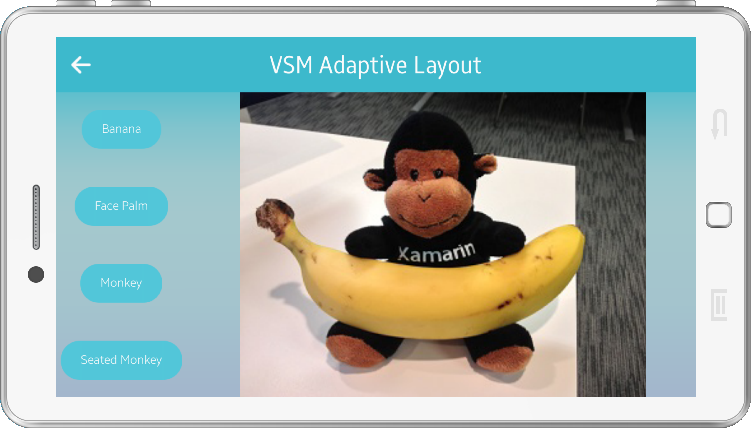 VSM Adaptive Layout
Banana
Face Palm
Monkey
Seated Monkey
Xamarin